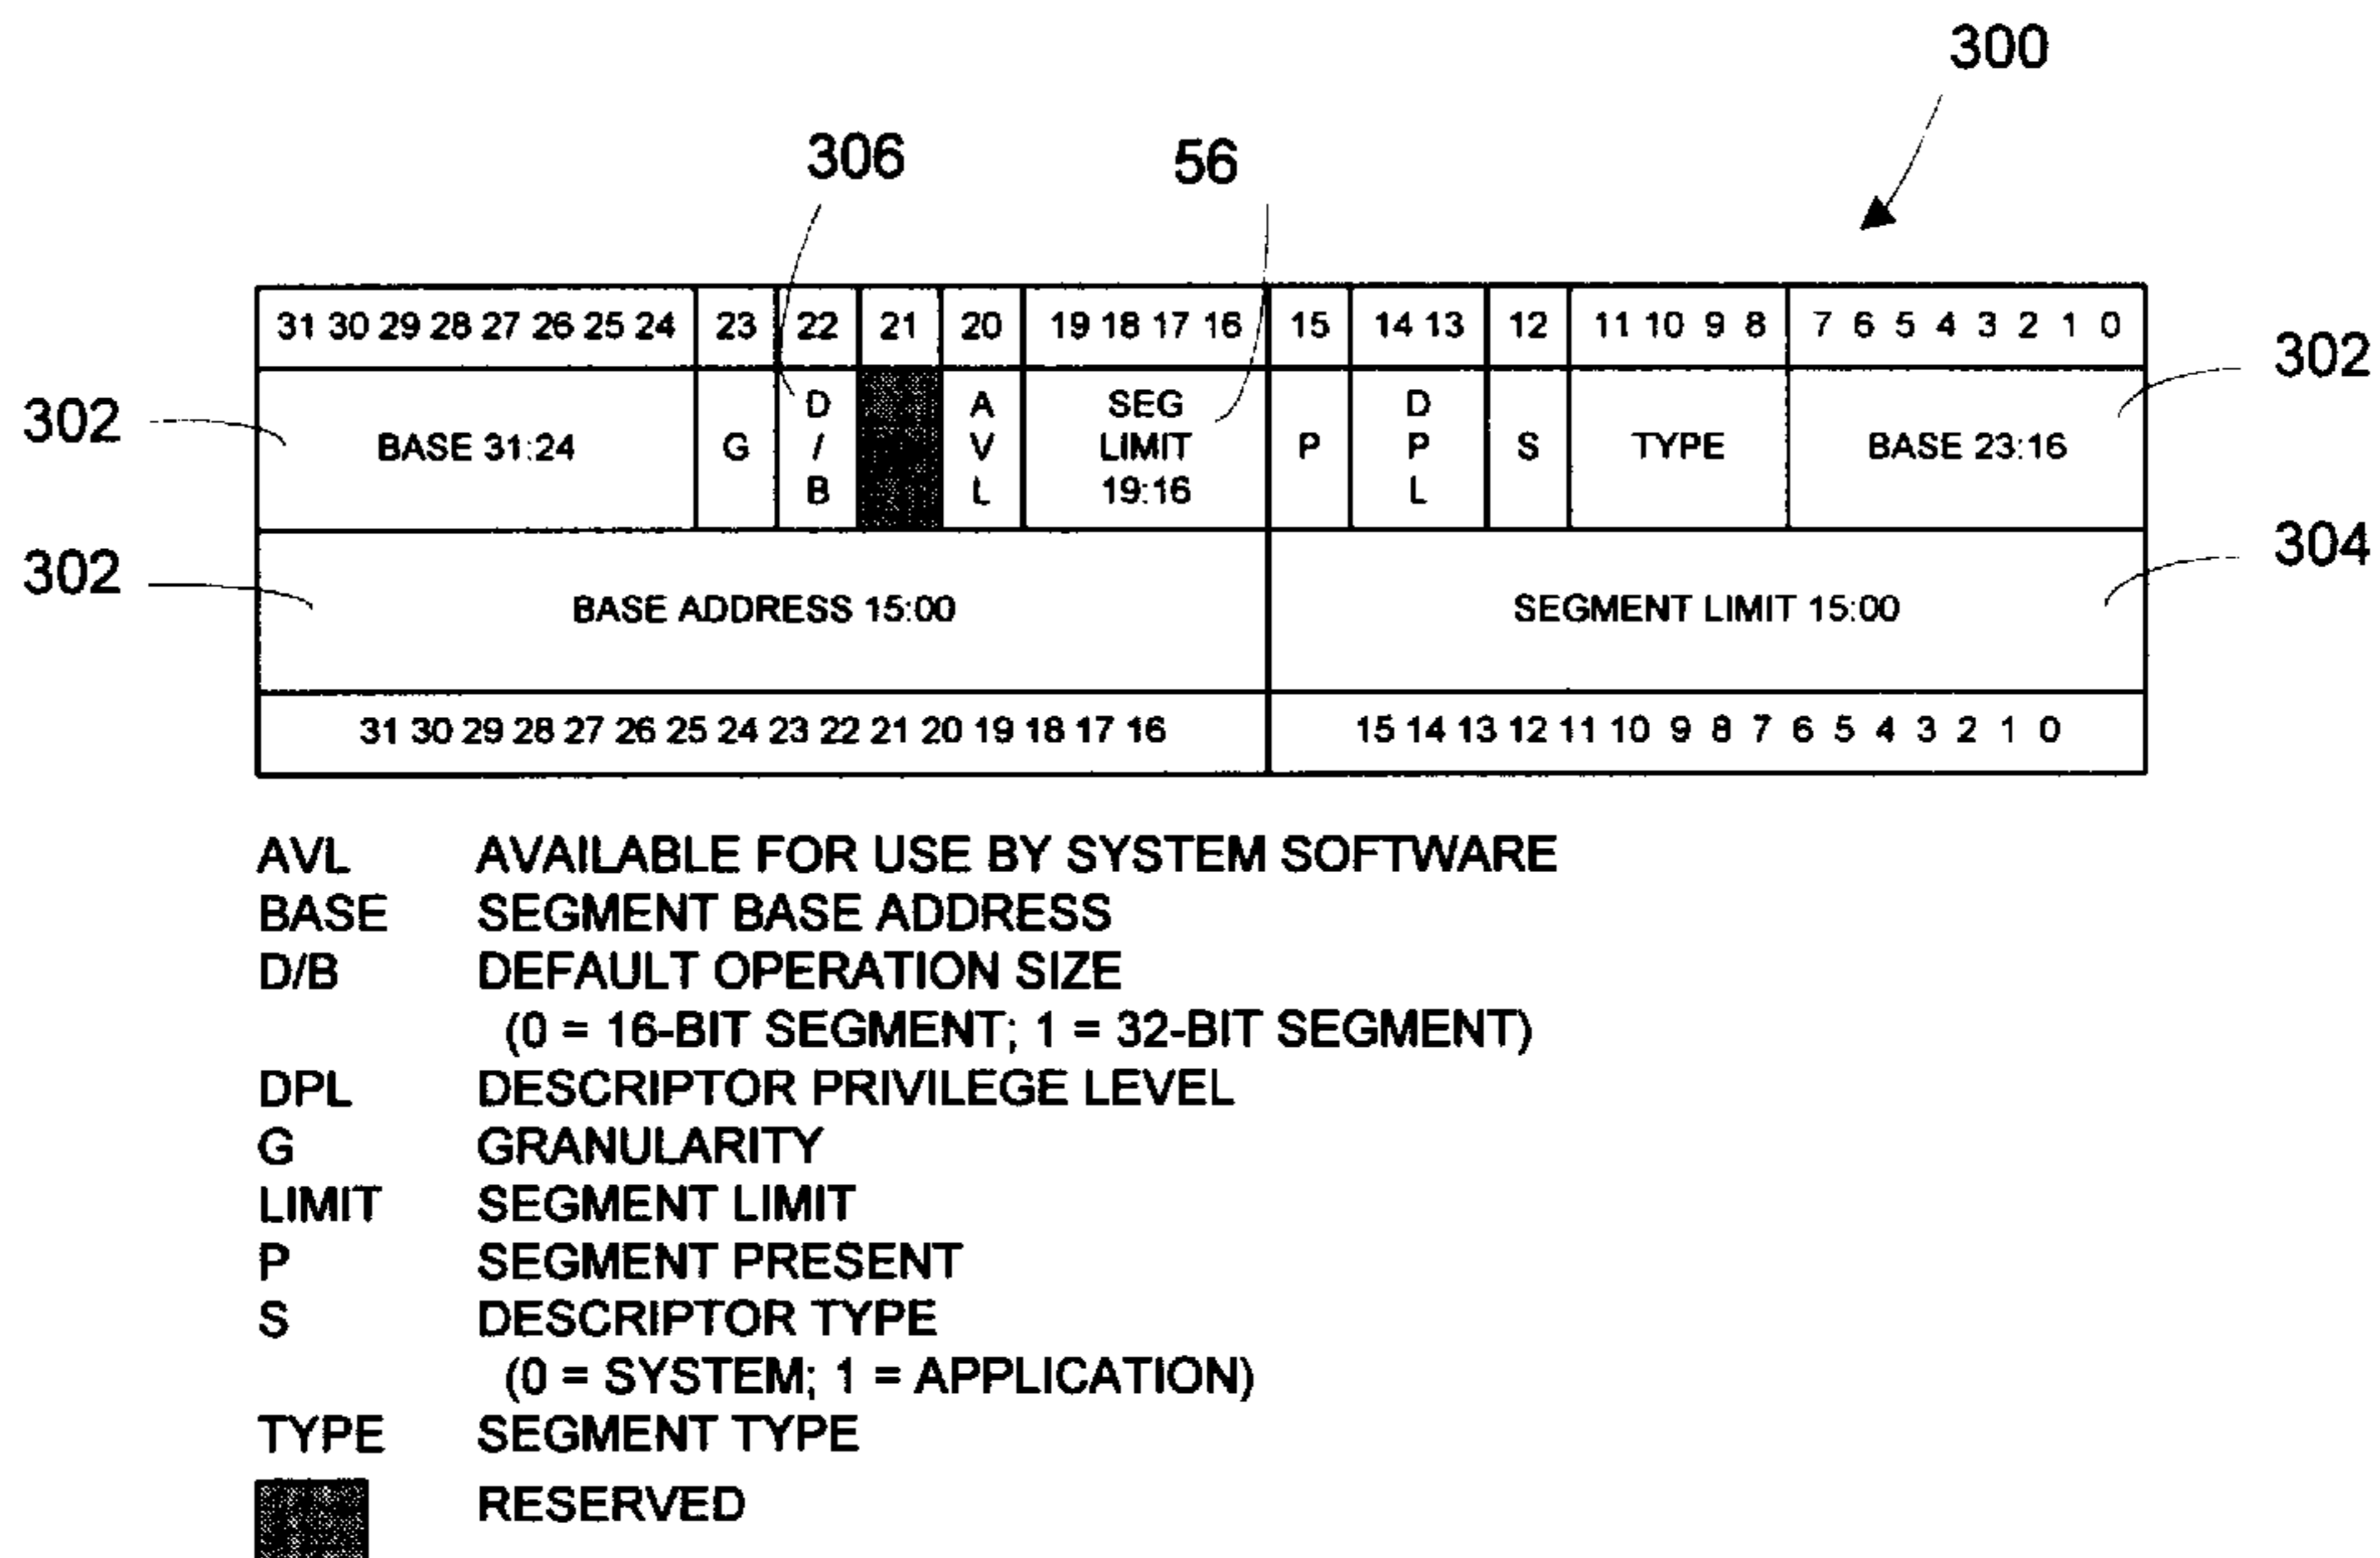 300
306 56
31 30 29 28 27 26 25 24 23 22 21 20 19 18 17 16 15 14 13 12 11 10 9 8 7 6 5 4 3 2 1 0
302
302
BASE 31:24
G
D
/
B
A
V
L
SEG
LIMIT
19:16
P
D
P
L
S
TYPE
BASE 23:16
302
304
BASE ADDRESS 15:00
SEGMENT LIMIT 15:00
31 30 29 28 27 26 25 24 23 22 21 20 19 18 17 16 15 14 13 12 11 10 9 8 7 6 5 4 3 2 1 0
AVL AVAILABLE FOR USE BY SYSTEM SOFTWARE
BASE SEGMENT BASE ADDRESS
D/B DEFAULT OPERATION SIZE
(0 = 16-BIT SEGMENT; 1 = 32-BIT SEGMENT)
DPL DESCRIPTOR PRIVILEGE LEVEL
G GRANULARITY
LIMIT SEGMENT LIMIT
P SEGMENT PRESENT
S DESCRIPTOR TYPE
(0 = SYSTEM; 1 = APPLICATION)
TYPE SEGMENT TYPE
RESERVED